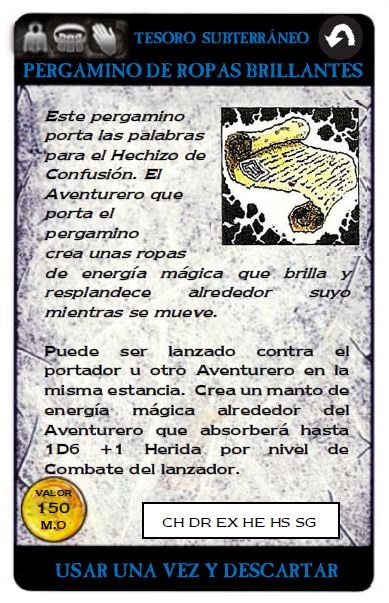 TESORO SUBTERRÁNEO
PERGAMINO DE ROPAS BRILLANTES
Este pergamino
porta las palabras
para el Hechizo de
Confusión. El
Aventurero que
porta el
pergamino
crea unas ropas
de energía mágica que brilla y
resplandece alrededor suyo
mientras se mueve.
Puede ser lanzado contra el
portador u otro Aventurero en la
misma estancia. Crea un manto de
energía mágica alrededor del
Aventurero que absorberá hasta
1D6 +1 Herida por nivel de
Combate del lanzador.
VALOR
150
M.O
CH DR EX HE HS SG
USAR UNA VEZ Y DESCARTAR